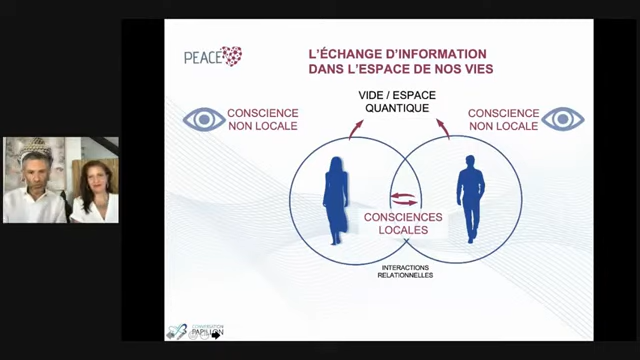 PEACE
L'ÉCHANGE D'INFORMATION
DANS L'ESPACE DE NOS VIES
VIDE / ESPACE
QUANTIQUE
CONSCIENCE
NON LOCALE
CONSCIENCE
NON LOCALE
CONSCIENCES
LOCALES
INTERACTIONS
RELATIONNELLES
PAPILLON